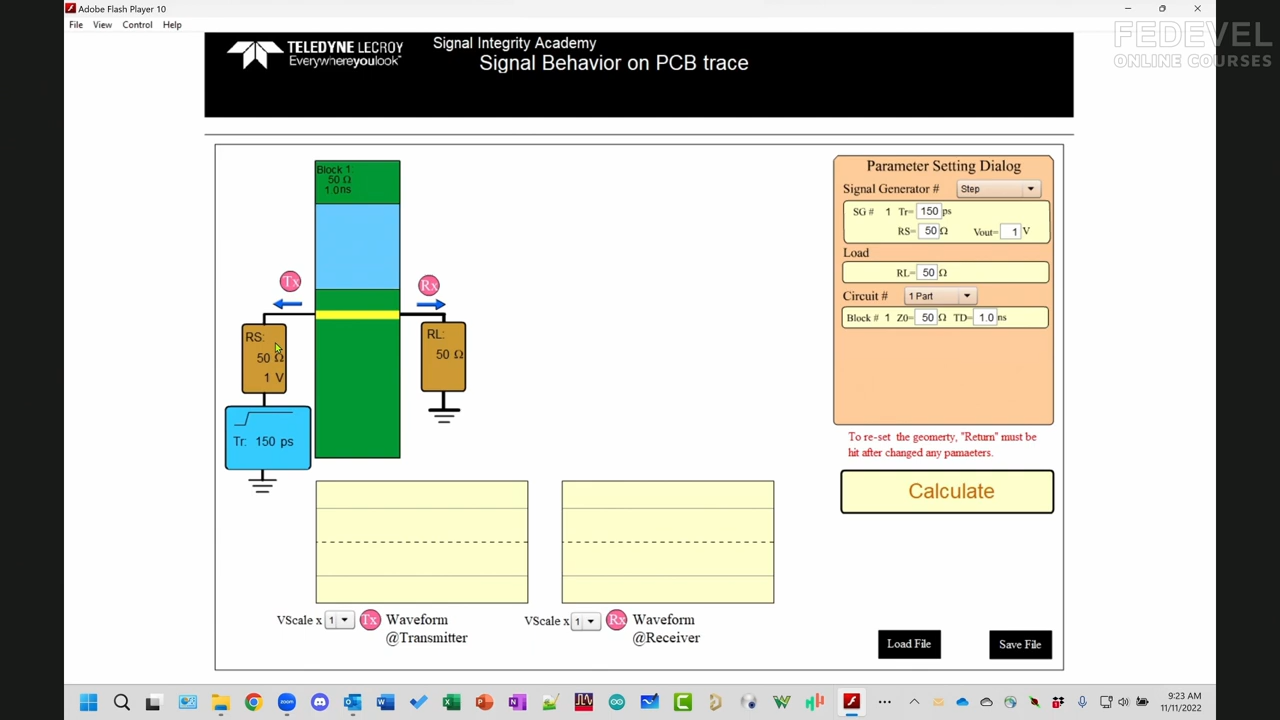 Adobe Flash Player 10
File View Control Help
FEDEVEL
ONLINE COURSES
TELEDYNE LECROY
Everywhereyoulook™
Signal Integrity Academy
Signal Behavior on PCB trace
Block 1:
50 Ω
1.0 ns
Tx
Rx
RS:
50 Ω
1 V
RL:
50 Ω
Tr: 150 ps
Parameter Setting Dialog
Signal Generator # Step
SG # 1 Tr= 150 ps
RS= 50 Ω Vout= 1 V
Load
RL= 50 Ω
Circuit # 1 Part
Block # 1 Z0= 50 Ω TD= 1.0 ns
To re-set the geomerty, "Return" must be
hit after changed any pamaeters.
Calculate
VScale x 1 Tx Waveform
@Transmitter
VScale x 1 Rx Waveform
@Receiver
Load File
Save File
9:23 AM
11/11/2022